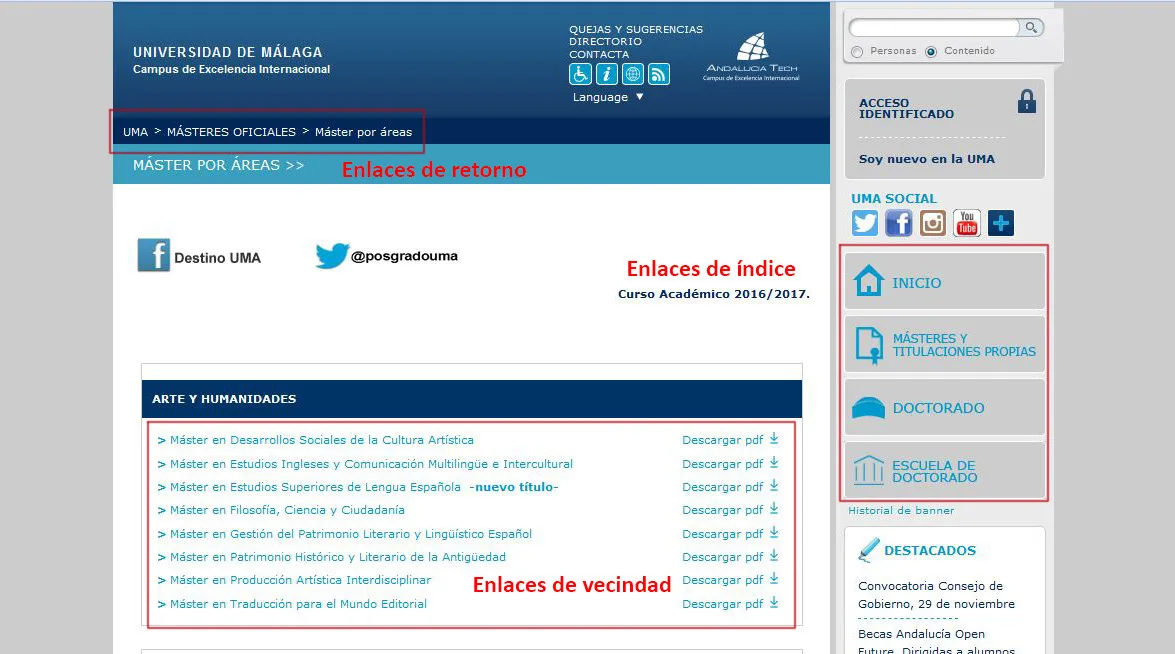 UNIVERSIDAD DE MÁLAGA
Campus de Excelencia Internacional
QUEJAS Y SUGERENCIAS
DIRECTORIO
CONTACTA
Language ▼
ANDALUCIA TECH
Campus de Excelencia Internacional
UMA > MÁSTERES OFICIALES > Máster por áreas
MÁSTER POR ÁREAS >>
Enlaces de retorno
Destino UMA
@posgradouma
Enlaces de índice
Curso Académico 2016/2017.
ARTE Y HUMANIDADES
> Máster en Desarrollos Sociales de la Cultura Artística Descargar pdf
> Máster en Estudios Ingleses y Comunicación Multilingüe e Intercultural Descargar pdf
> Máster en Estudios Superiores de Lengua Española -nuevo título- Descargar pdf
> Máster en Filosofía, Ciencia y Ciudadanía Descargar pdf
> Máster en Gestión del Patrimonio Literario y Lingüístico Español Descargar pdf
> Máster en Patrimonio Histórico y Literario de la Antigüedad Descargar pdf
> Máster en Producción Artística Interdisciplinar Descargar pdf
> Máster en Traducción para el Mundo Editorial Descargar pdf
Enlaces de vecindad
Personas Contenido
ACCESO
IDENTIFICADO
Soy nuevo en la UMA
UMA SOCIAL
You
Tube
INICIO
MÁSTERES Y
TITULACIONES PROPIAS
DOCTORADO
ESCUELA DE
DOCTORADO
Historial de banner
DESTACADOS
Convocatoria Consejo de
Gobierno, 29 de noviembre
Becas Andalucía Open
Future. Dirigidas a alumnos